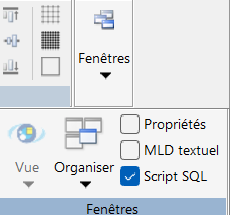 Fenêtres
Propriétés
MLD textuel
Vue
Organiser
Script SQL
Fenêtres